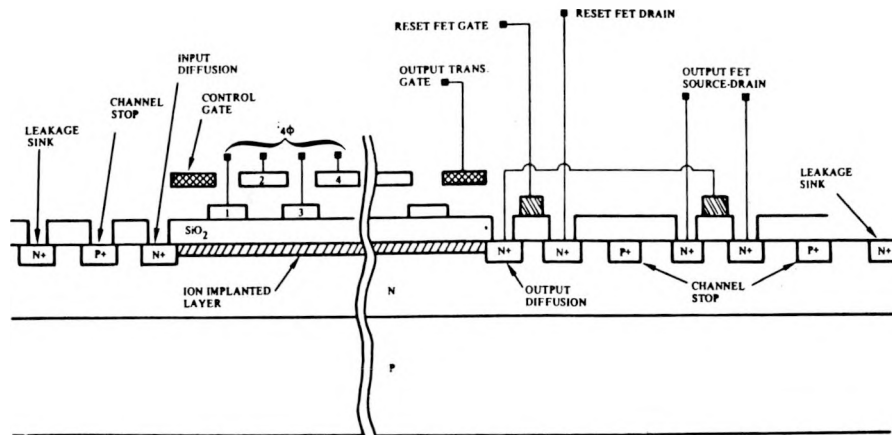 RESET FET GATE
RESET FET DRAIN
INPUT
DIFFUSION
OUTPUT TRANS.
GATE
OUTPUT FET
SOURCE-DRAIN
CHANNEL
STOP
CONTROL
GATE
LEAKAGE
SINK
4Φ
LEAKAGE
SINK
2
4
1
3
SiO2
N+
P+
N+
N+
N+
P+
N+
N+
P+
N+
ION IMPLANTED
LAYER
N
OUTPUT
DIFFUSION
CHANNEL
STOP
P